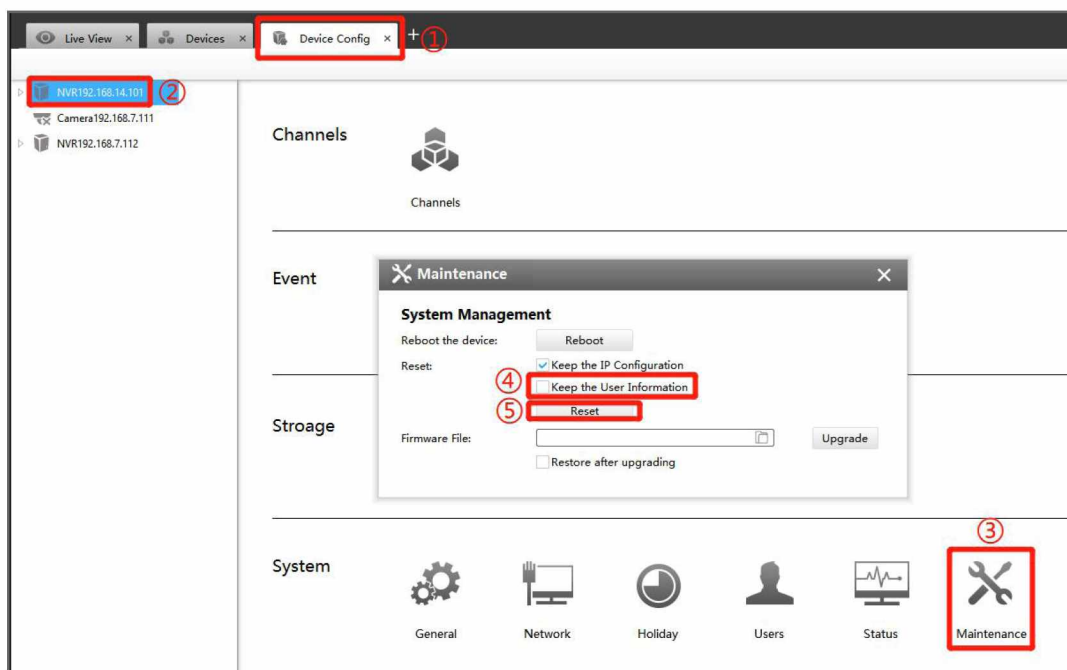 Live View × Devices × Device Config × + ①
NVR192.168.14.101 ②
Camera192.168.7.111
NVR192.168.7.112
Channels
Channels
Event
Maintenance ×
System Management
Reboot the device: Reboot
Reset: Keep the IP Configuration
④ Keep the User Information
⑤ Reset
Firmware File: Upgrade
Restore after upgrading
Stroage
③
System
General Network Holiday Users Status Maintenance